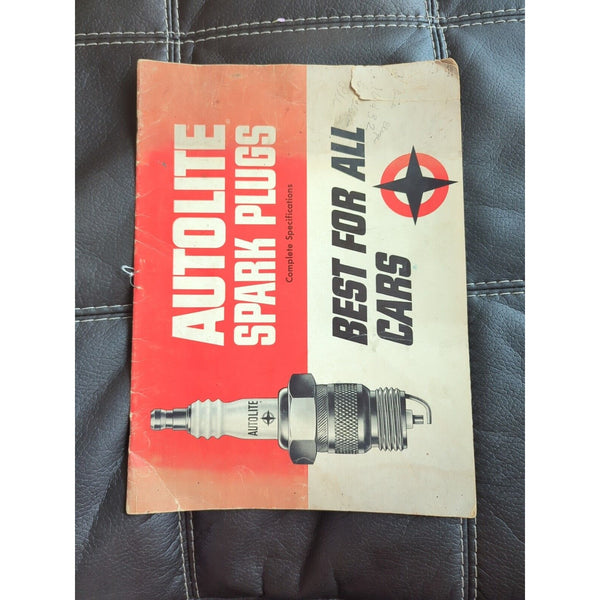 AUTOLITE
SPARK PLUGS
Complete Specifications
BEST FOR ALL
CARS
AUTOLITE